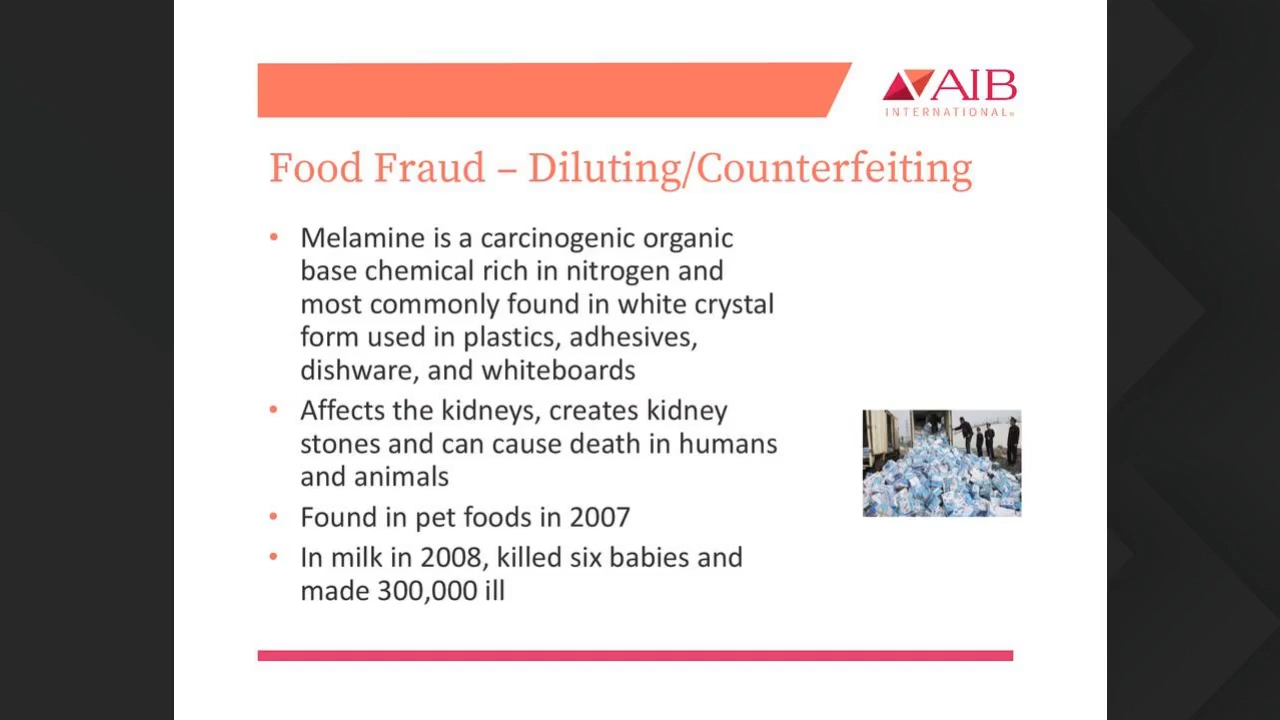 AIB
INTERNATIONAL®
Food Fraud – Diluting/Counterfeiting
• Melamine is a carcinogenic organic
base chemical rich in nitrogen and
most commonly found in white crystal
form used in plastics, adhesives,
dishware, and whiteboards
• Affects the kidneys, creates kidney
stones and can cause death in humans
and animals
• Found in pet foods in 2007
• In milk in 2008, killed six babies and
made 300,000 ill